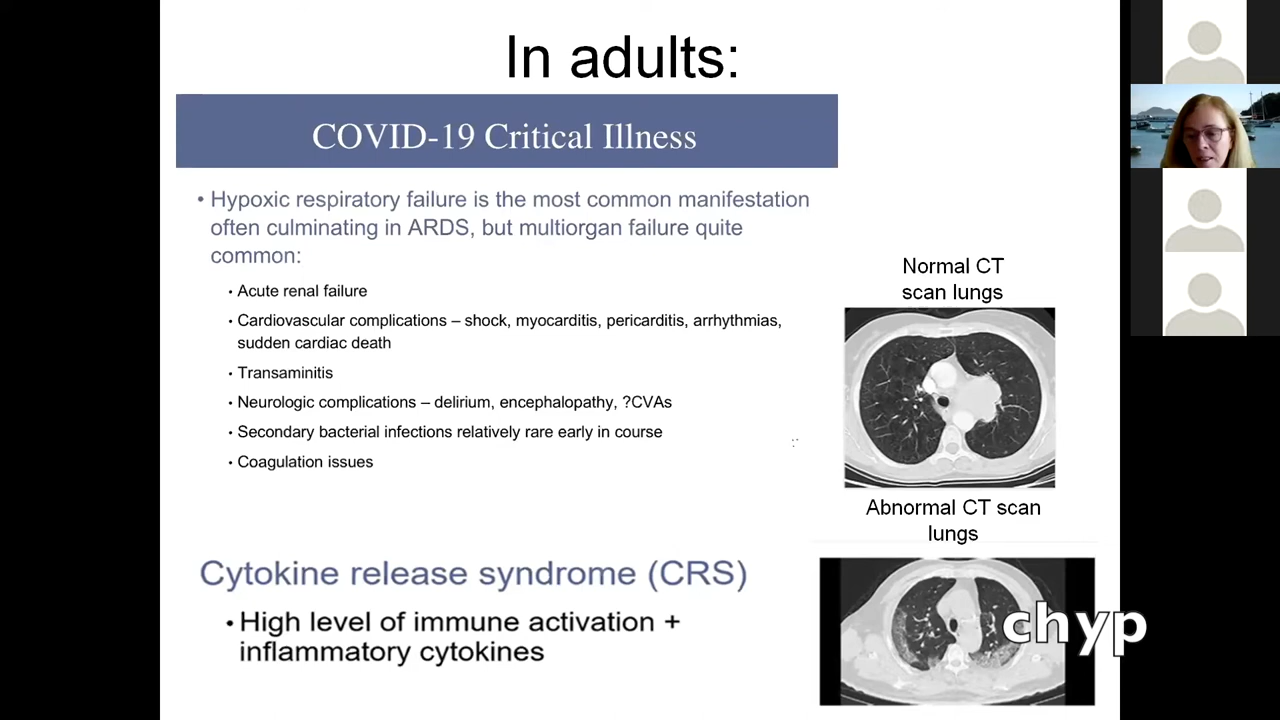 In adults:
COVID-19 Critical Illness
• Hypoxic respiratory failure is the most common manifestation
often culminating in ARDS, but multiorgan failure quite
common:
• Acute renal failure
• Cardiovascular complications – shock, myocarditis, pericarditis, arrhythmias,
sudden cardiac death
• Transaminitis
• Neurologic complications – delirium, encephalopathy, ?CVAs
• Secondary bacterial infections relatively rare early in course
• Coagulation issues
Normal CT
scan lungs
Abnormal CT scan
lungs
Cytokine release syndrome (CRS)
• High level of immune activation +
inflammatory cytokines
chyp